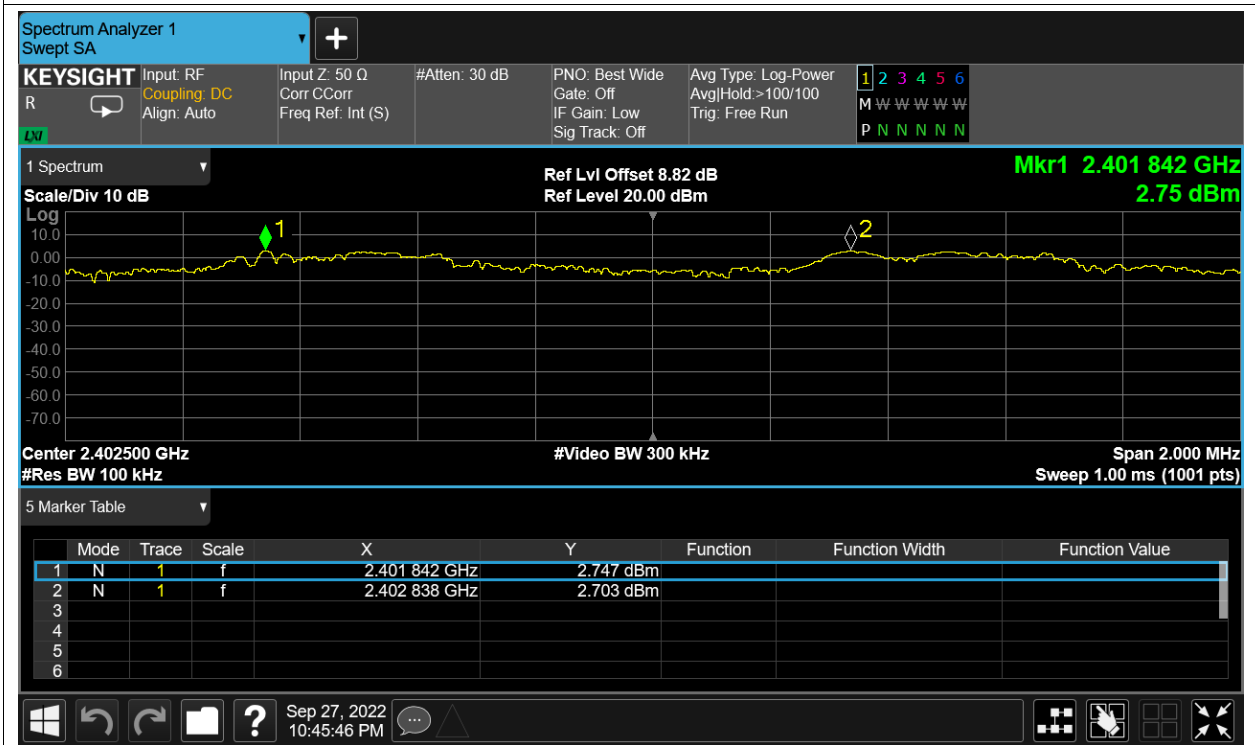 Spectrum Analyzer 1
Swept SA
+
KEYSIGHT Input: RF Input Z: 50 Ω #Atten: 30 dB PNO: Best Wide Avg Type: Log-Power 1 2 3 4 5 6
R Coupling: DC Corr CCorr Gate: Off Avg|Hold:>100/100 M W W W W W
Align: Auto Freq Ref: Int (S) IF Gain: Low Trig: Free Run
LXI Sig Track: Off P N N N N N
1 Spectrum Ref Lvl Offset 8.82 dB Mkr1 2.401 842 GHz
Scale/Div 10 dB Ref Level 20.00 dBm 2.75 dBm
Log
1 2
10.0
0.00
-10.0
-20.0
-30.0
-40.0
-50.0
-60.0
-70.0
Center 2.402500 GHz #Video BW 300 kHz Span 2.000 MHz
#Res BW 100 kHz Sweep 1.00 ms (1001 pts)
5 Marker Table
Mode Trace Scale X Y Function Function Width Function Value
1 N 1 f 2.401 842 GHz 2.747 dBm
2 N 1 f 2.402 838 GHz 2.703 dBm
3
4
5
6
? Sep 27, 2022
10:45:46 PM